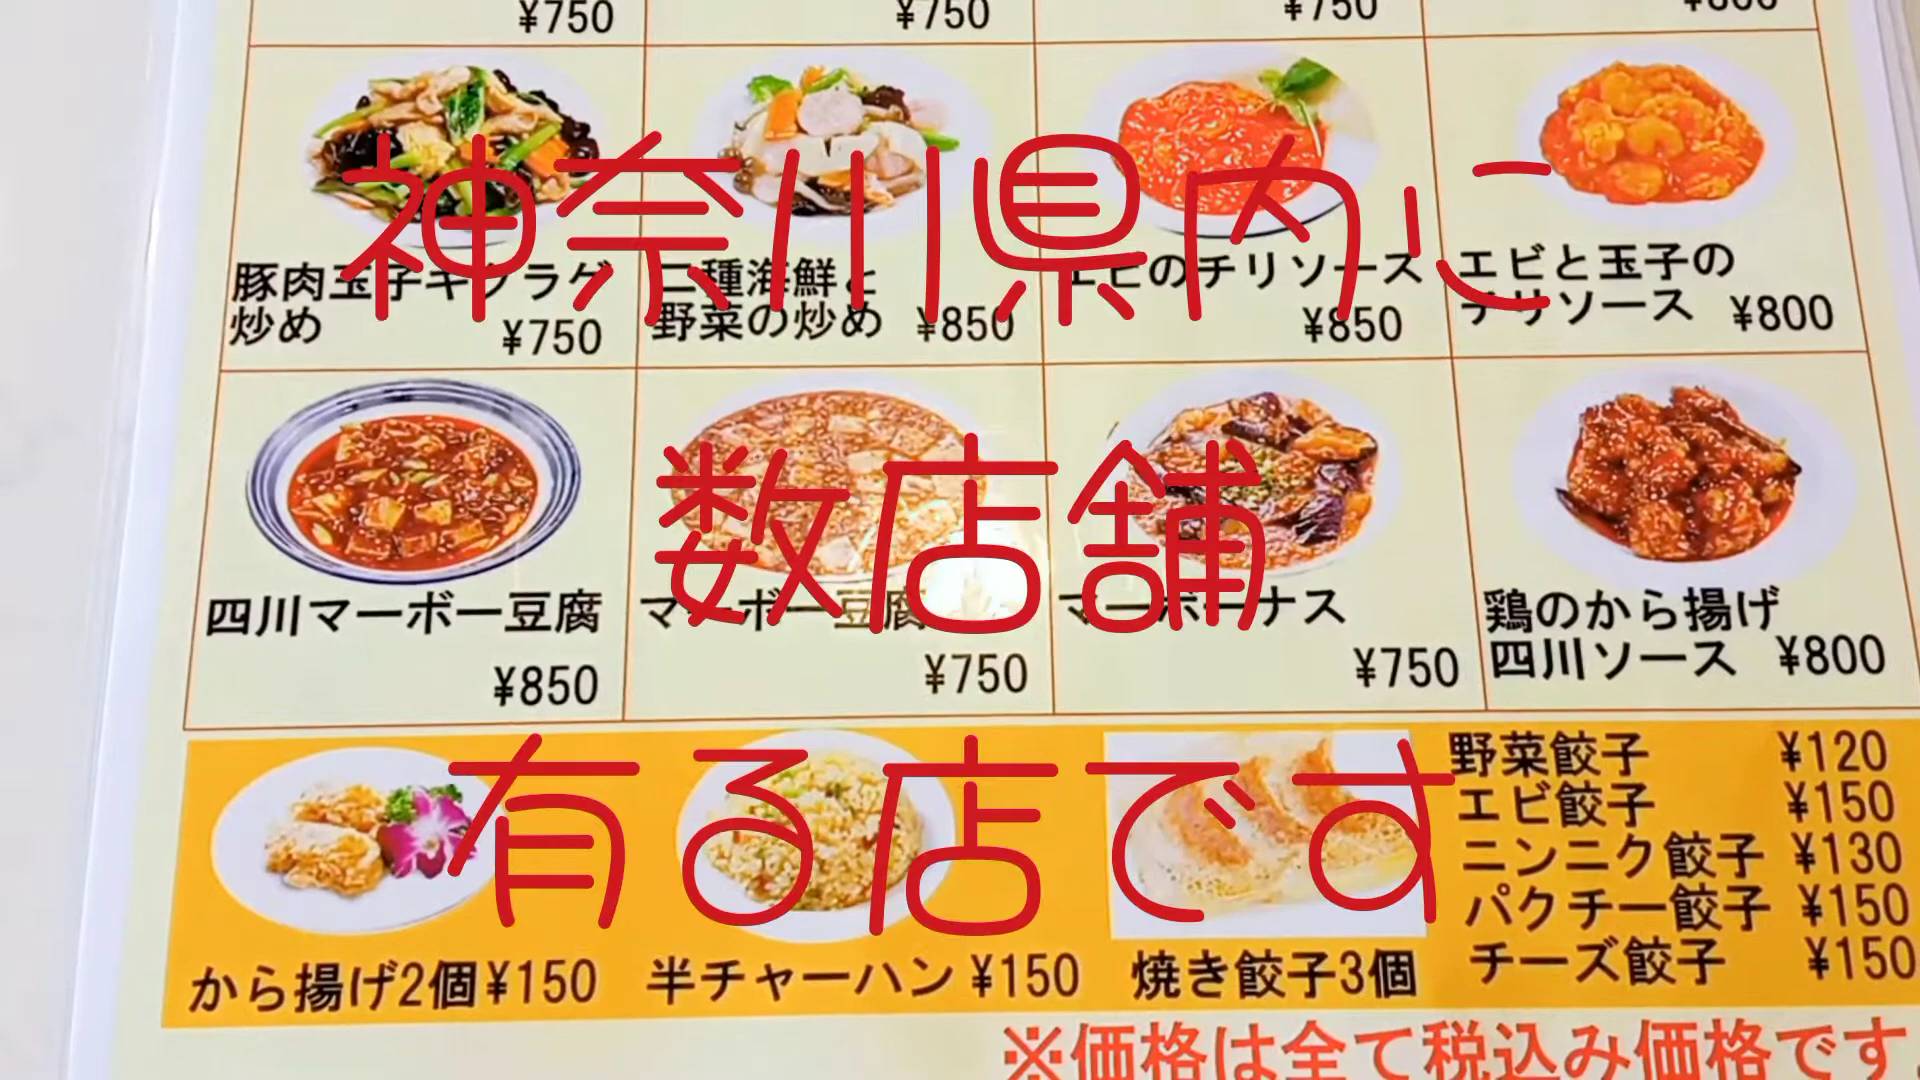 ¥750 ¥750 ¥750 ¥800
神奈川県内に
豚肉玉子キクラゲ
炒め ¥750
二種海鮮と
野菜の炒め ¥850
エビのチリソース
¥850
エビと玉子の
チリソース ¥800
数店舗
四川マーボー豆腐
¥850
マーボー豆腐
¥750
マーボーナス
¥750
鶏のから揚げ
四川ソース ¥800
有る店です
から揚げ2個¥150
半チャーハン¥150
焼き餃子3個
野菜餃子 ¥120
エビ餃子 ¥150
ニンニク餃子 ¥130
パクチー餃子 ¥150
チーズ餃子 ¥150
※価格は全て税込み価格です。